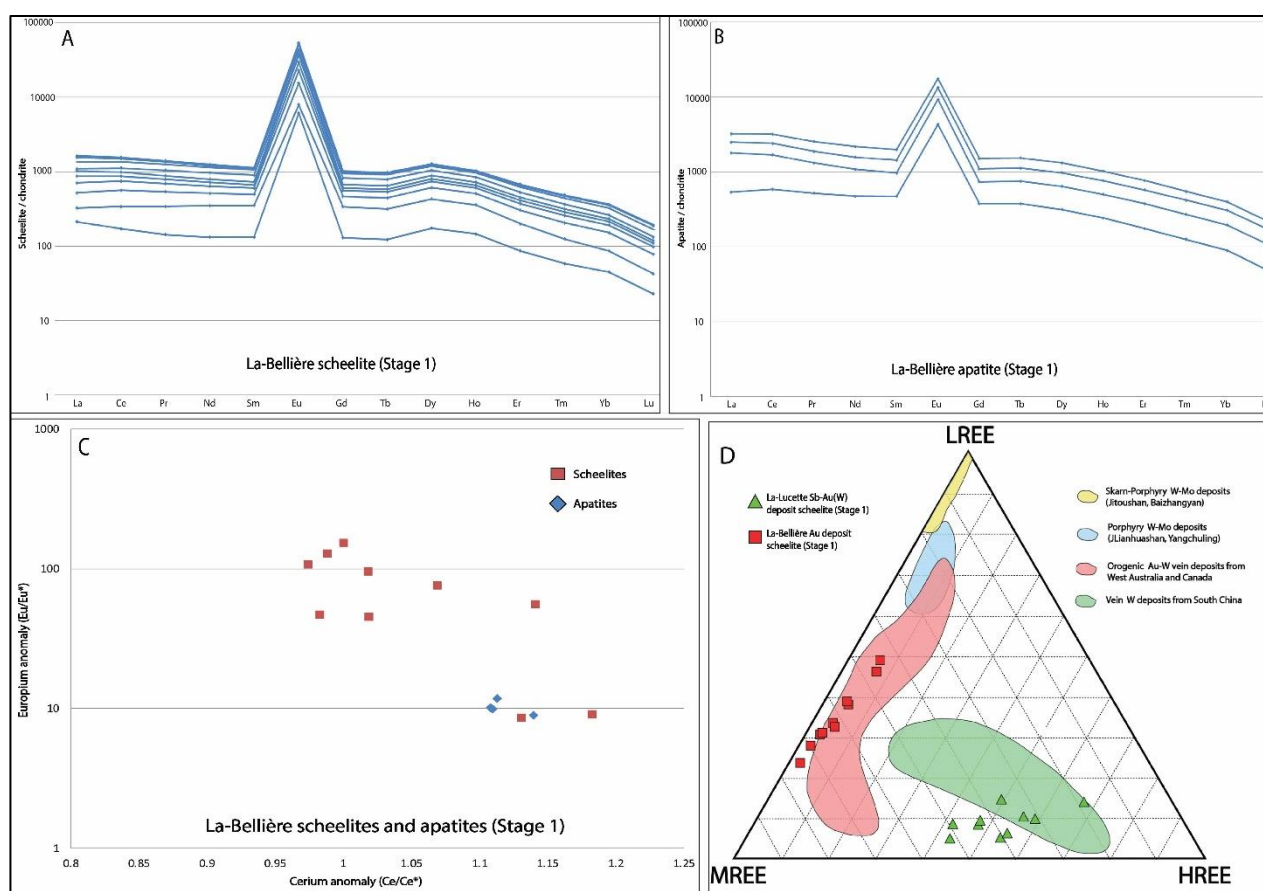 A
100000
10000
1000
100
10
1
Scheelite / chondrite
La-Bellière scheelite (Stage 1)
La Ce Pr Nd Sm Eu Gd Tb Dy Ho Er Tm Yb Lu
B
100000
10000
1000
100
10
1
Apatite / chondrite
La-Bellière apatite (Stage 1)
La Ce Pr Nd Sm Eu Gd Tb Dy Ho Er Tm Yb
C
1000
100
10
1
Europium anomaly (Eu/Eu*)
Scheelites
Apatites
La-Bellière scheelites and apatites (Stage 1)
0.8 0.85 0.9 0.95 1 1.05 1.1 1.15 1.2 1.25
Cerium anomaly (Ce/Ce*)
D
LREE
La-Lucette Sb-Au(W)
deposit scheelite (Stage 1)
La-Bellière Au deposit
scheelite (Stage 1)
Skarn-Porphyry W-Mo deposits
(Jitoushan, Baizhangyan)
Porphyry W-Mo deposits
(JLianhuashan, Yangchuling)
Orogenic Au-W vein deposits from
West Australia and Canada
Vein W deposits from South China
MREE
HREE